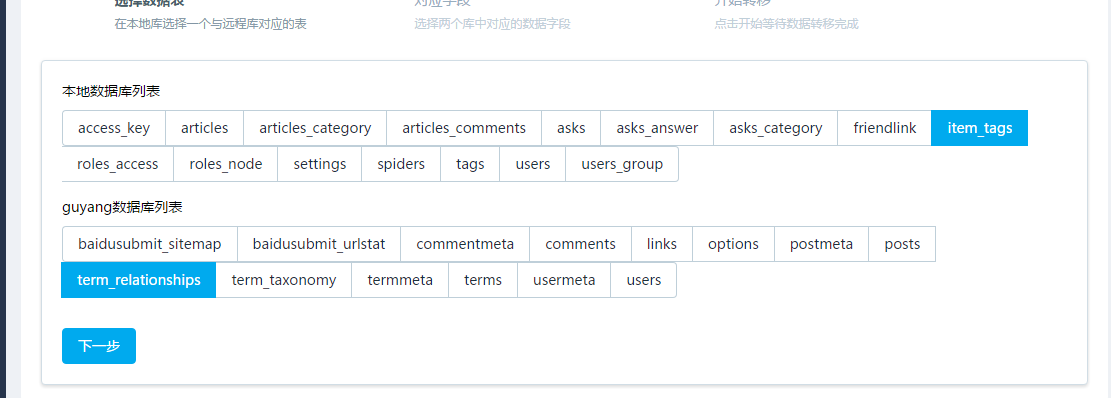 选择数据表 对应字段 开始转移
在本地库选择一个与远程库对应的表 选择两个库中对应的数据字段 点击开始等待数据转移完成
本地数据库列表
access_key articles articles_category articles_comments asks asks_answer asks_category friendlink item_tags
roles_access roles_node settings spiders tags users users_group
guyang数据库列表
baidusubmit_sitemap baidusubmit_urlstat commentmeta comments links options postmeta posts
term_relationships term_taxonomy termmeta terms usermeta users
下一步